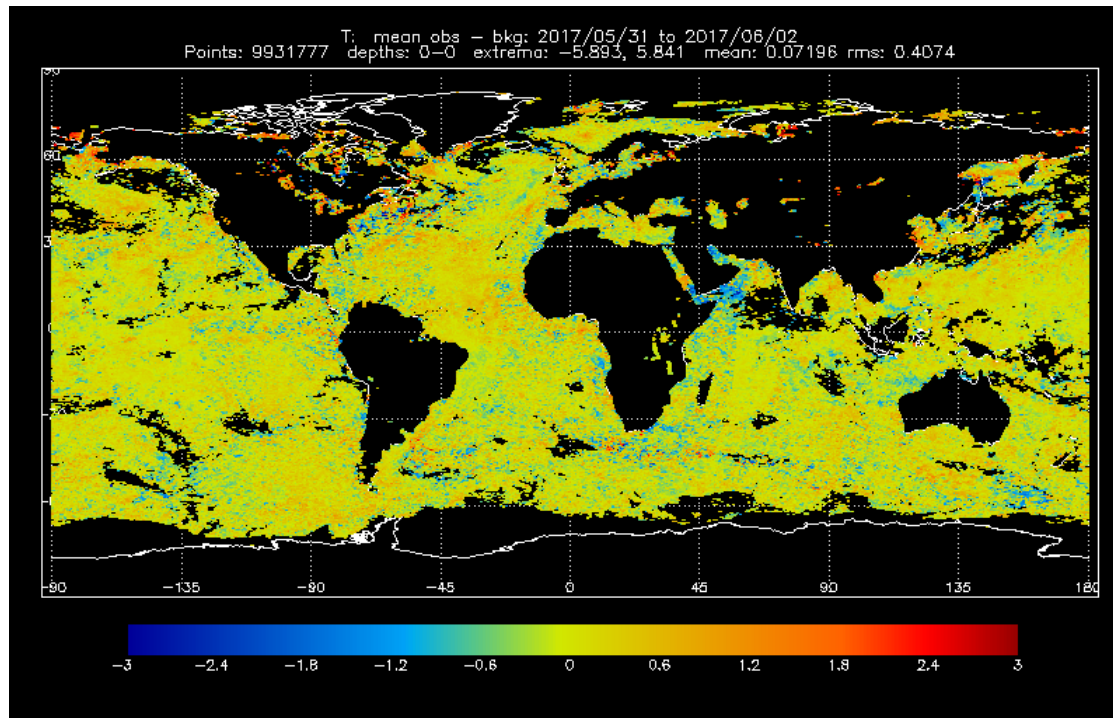 T:  mean obs − bkg: 2017/05/31 to 2017/06/02
Points: 9931777  depths: 0−0  extrema: −5.893, 5.841  mean: 0.07196 rms: 0.4074
90
60
3
0
−90 −135 −90 −45 0 45 90 135 180
−3 −2.4 −1.8 −1.2 −0.6 0 0.6 1.2 1.8 2.4 3